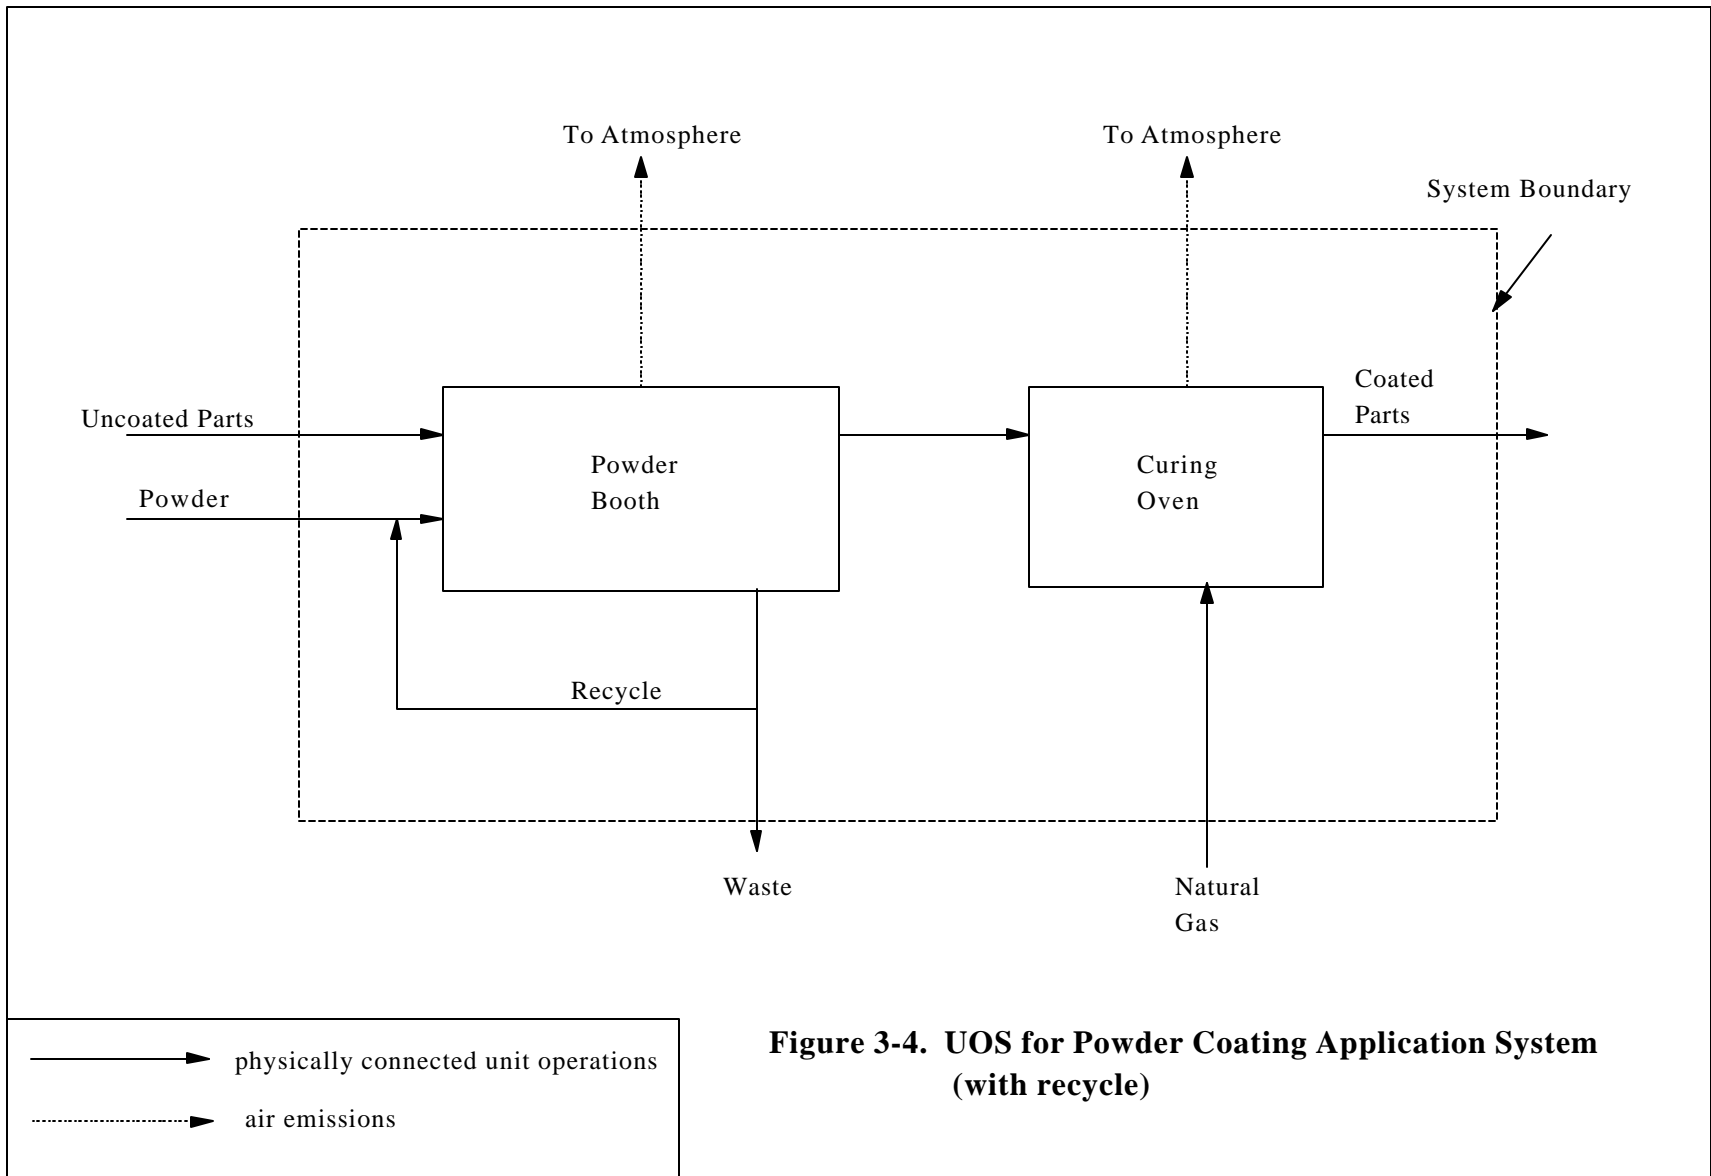 To Atmosphere
To Atmosphere
System Boundary
Uncoated Parts
Powder
Powder
Booth
Curing
Oven
Coated
Parts
Recycle
Waste
Natural
Gas
physically connected unit operations
air emissions
Figure 3-4. UOS for Powder Coating Application System
(with recycle)